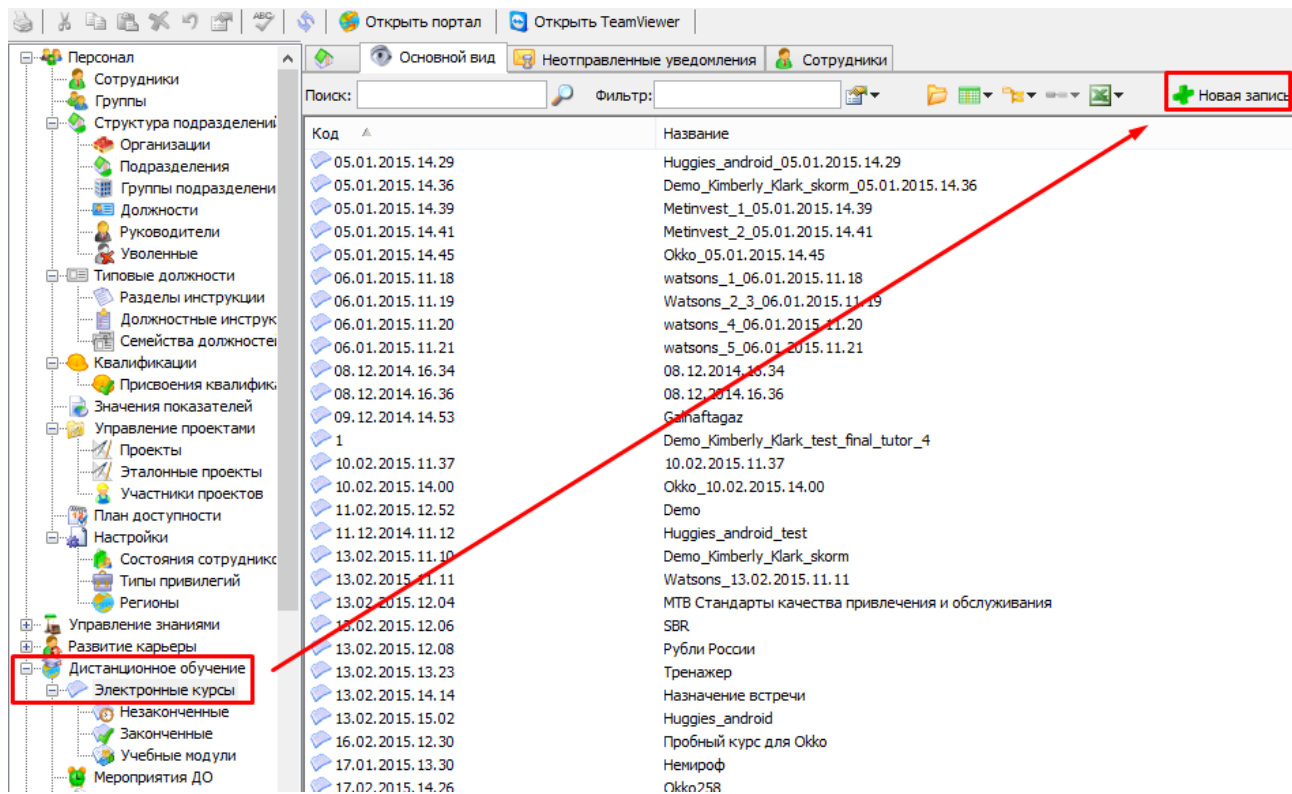 ABC Открыть портал Открыть TeamViewer
Персонал
Сотрудники
Группы
Структура подразделений
Организации
Подразделения
Группы подразделени
Должности
Руководители
Уволенные
Типовые должности
Разделы инструкции
Должностные инструк
Семейства должностей
Квалификации
Присвоения квалифика
Значения показателей
Управление проектами
Проекты
Эталонные проекты
Участники проектов
План доступности
Настройки
Состояния сотруднико
Типы привилегий
Регионы
Управление знаниями
Развитие карьеры
Дистанционное обучение
Электронные курсы
Незаконченные
Законченные
Учебные модули
Мероприятия ДО
Основной вид Неотправленные уведомления Сотрудники
Поиск: Фильтр: Новая запись
Код Название
05.01.2015.14.29 Huggies_android_05.01.2015.14.29
05.01.2015.14.36 Demo_Kimberly_Klark_skorm_05.01.2015.14.36
05.01.2015.14.39 Metinvest_1_05.01.2015.14.39
05.01.2015.14.41 Metinvest_2_05.01.2015.14.41
05.01.2015.14.45 Okko_05.01.2015.14.45
06.01.2015.11.18 watsons_1_06.01.2015.11.18
06.01.2015.11.19 Watsons_2_3_06.01.2015.11.19
06.01.2015.11.20 watsons_4_06.01.2015.11.20
06.01.2015.11.21 watsons_5_06.01.2015.11.21
08.12.2014.16.34 08.12.2014.16.34
08.12.2014.16.36 08.12.2014.16.36
09.12.2014.14.53 Galnaftagaz
1 Demo_Kimberly_Klark_test_final_tutor_4
10.02.2015.11.37 10.02.2015.11.37
10.02.2015.14.00 Okko_10.02.2015.14.00
11.02.2015.12.52 Demo
11.12.2014.11.12 Huggies_android_test
13.02.2015.11.10 Demo_Kimberly_Klark_skorm
13.02.2015.11.11 Watsons_13.02.2015.11.11
13.02.2015.12.04 МТВ Стандарты качества привлечения и обслуживания
13.02.2015.12.06 SBR
13.02.2015.12.08 Рубли России
13.02.2015.13.23 Тренажер
13.02.2015.14.14 Назначение встречи
13.02.2015.15.02 Huggies_android
16.02.2015.12.30 Пробный курс для Okko
17.01.2015.13.30 Немироф
17.02.2015.14.26 Okko258